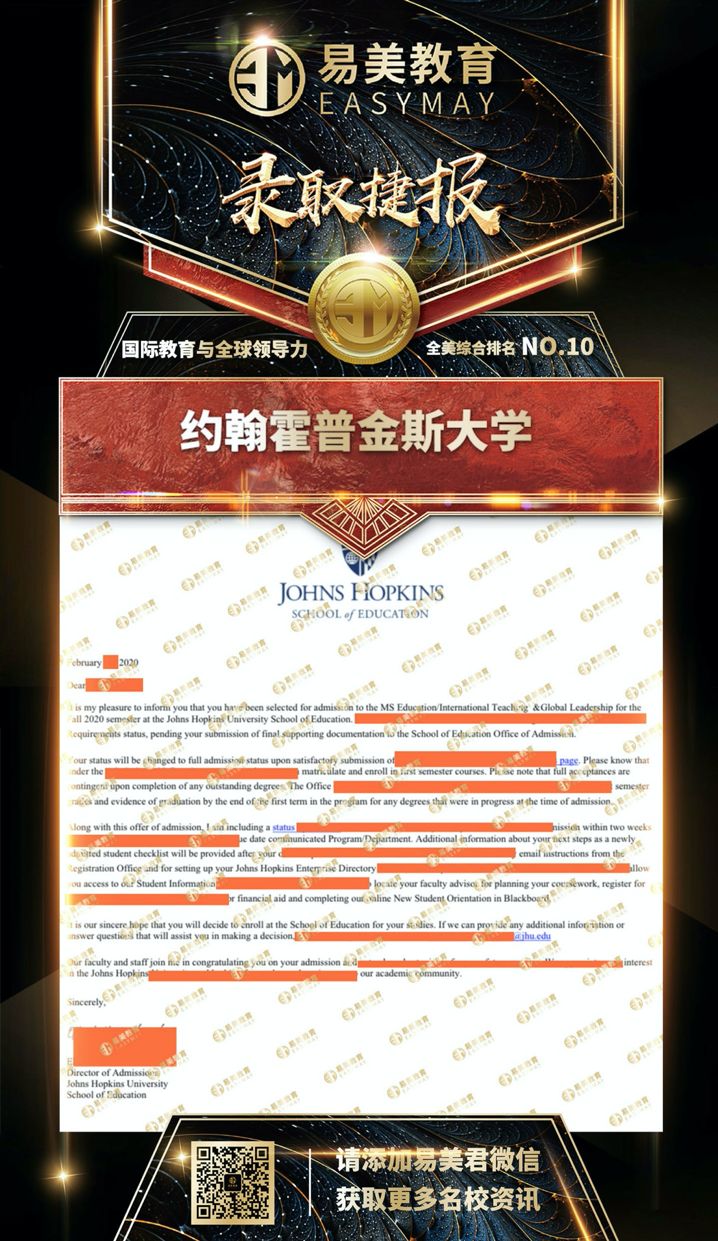 易美教育
EASYMAY
录取捷报
国际教育与全球领导力
全美综合排名 NO.10
约翰霍普金斯大学
JOHNS HOPKINS
SCHOOL of EDUCATION
February 2020
Dear
It is my pleasure to inform you that you have been selected for admission to the MS Education/International Teaching &Global Leadership for the
Fall 2020 semester at the Johns Hopkins University School of Education.
Requirements status, pending your submission of final supporting documentation to the School of Education Office of Admission.
Your status will be changed to full admission status upon satisfactory submission of page. Please know that
under the matriculate and enroll in first semester courses. Please note that full acceptances are
contingent upon completion of any outstanding degrees. The Office semester
grades and evidence of graduation by the end of the first term in the program for any degrees that were in progress at the time of admission.
Along with this offer of admission, I am including a status mission within two weeks
ue date communicated Program/Department. Additional information about your next steps as a newly
admitted student checklist will be provided after your email instructions from the
Registration Office and for setting up your Johns Hopkins Enterprise Directory allow
you access to our Student Information locate your faculty advisor for planning your coursework, register for
or financial aid and completing our online New Student Orientation in Blackboard.
It is our sincere hope that you will decide to enroll at the School of Education for your studies. If we can provide any additional information or
answer questions that will assist you in making a decision, @jhu.edu
Our faculty and staff join me in congratulating you on your admission and interest
in the Johns Hopkins our academic community.
Sincerely,
Director of Admission
Johns Hopkins University
School of Education
请添加易美君微信
获取更多名校资讯